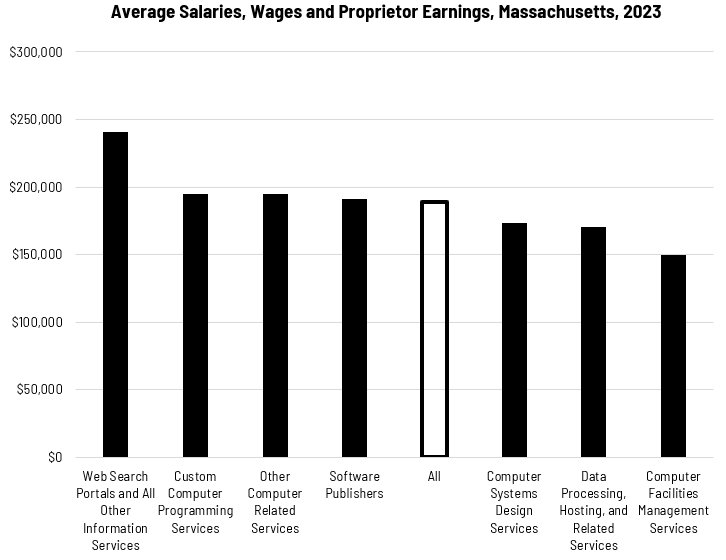 Average Salaries, Wages and Proprietor Earnings, Massachusetts, 2023
$300,000
$250,000
$200,000
$150,000
$100,000
$50,000
$0
Web Search
Portals and All
Other
Information
Services
Custom
Computer
Programming
Services
Other
Computer
Related
Services
Software
Publishers
All
Computer
Systems
Design
Services
Data
Processing,
Hosting, and
Related
Services
Computer
Facilities
Management
Services